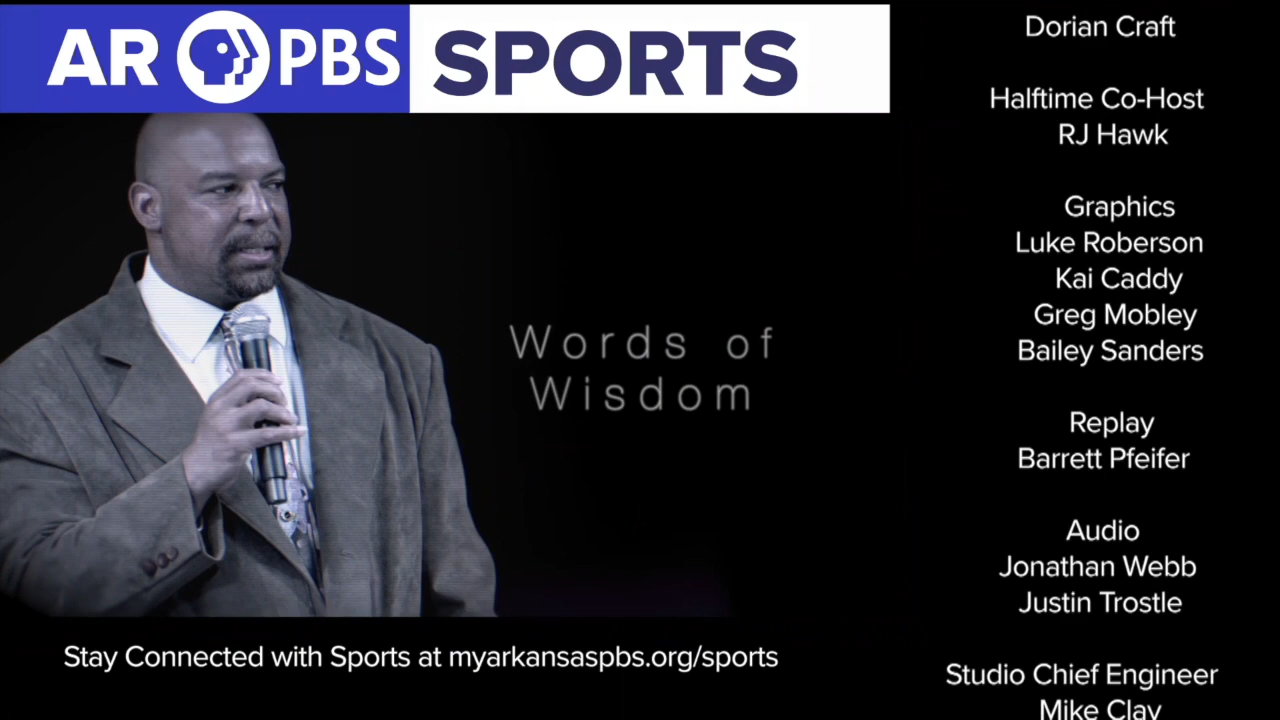 AR PBS SPORTS
Words of
Wisdom
Stay Connected with Sports at myarkansaspbs.org/sports
Dorian Craft
Halftime Co-Host
RJ Hawk
Graphics
Luke Roberson
Kai Caddy
Greg Mobley
Bailey Sanders
Replay
Barrett Pfeifer
Audio
Jonathan Webb
Justin Trostle
Studio Chief Engineer
Mike Clay